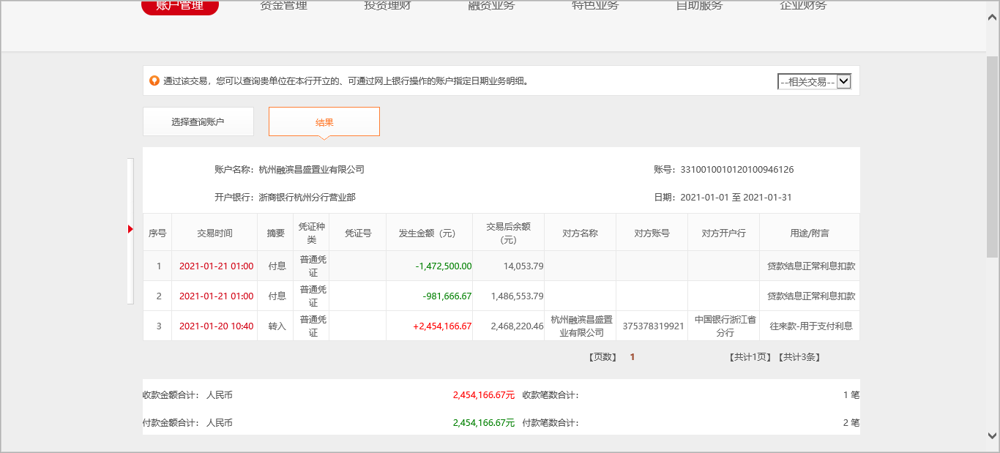 账户管理 资金管理 投资理财 融资业务 特色业务 自助服务 企业财务
通过该交易，您可以查询贵单位在本行开立的、可通过网上银行操作的账户指定日期业务明细。 --相关交易--
选择查询账户 结果
账户名称：杭州融滨昌盛置业有限公司 账号：3310010010120100946126
开户银行：浙商银行杭州分行营业部 日期：2021-01-01 至 2021-01-31
序号 交易时间 摘要 凭证种类 凭证号 发生金额（元） 交易后余额（元） 对方名称 对方账号 对方开户行 用途/附言
1 2021-01-21 01:00 付息 普通凭证 -1,472,500.00 14,053.79 贷款结息正常利息扣款
2 2021-01-21 01:00 付息 普通凭证 -981,666.67 1,486,553.79 贷款结息正常利息扣款
3 2021-01-20 10:40 转入 普通凭证 +2,454,166.67 2,468,220.46 杭州融滨昌盛置业有限公司 375378319921 中国银行浙江省分行 往来款-用于支付利息
【页数】 1 【共计1页】【共计3条】
收款金额合计： 人民币 2,454,166.67元 收款笔数合计： 1 笔
付款金额合计： 人民币 2,454,166.67元 付款笔数合计： 2 笔